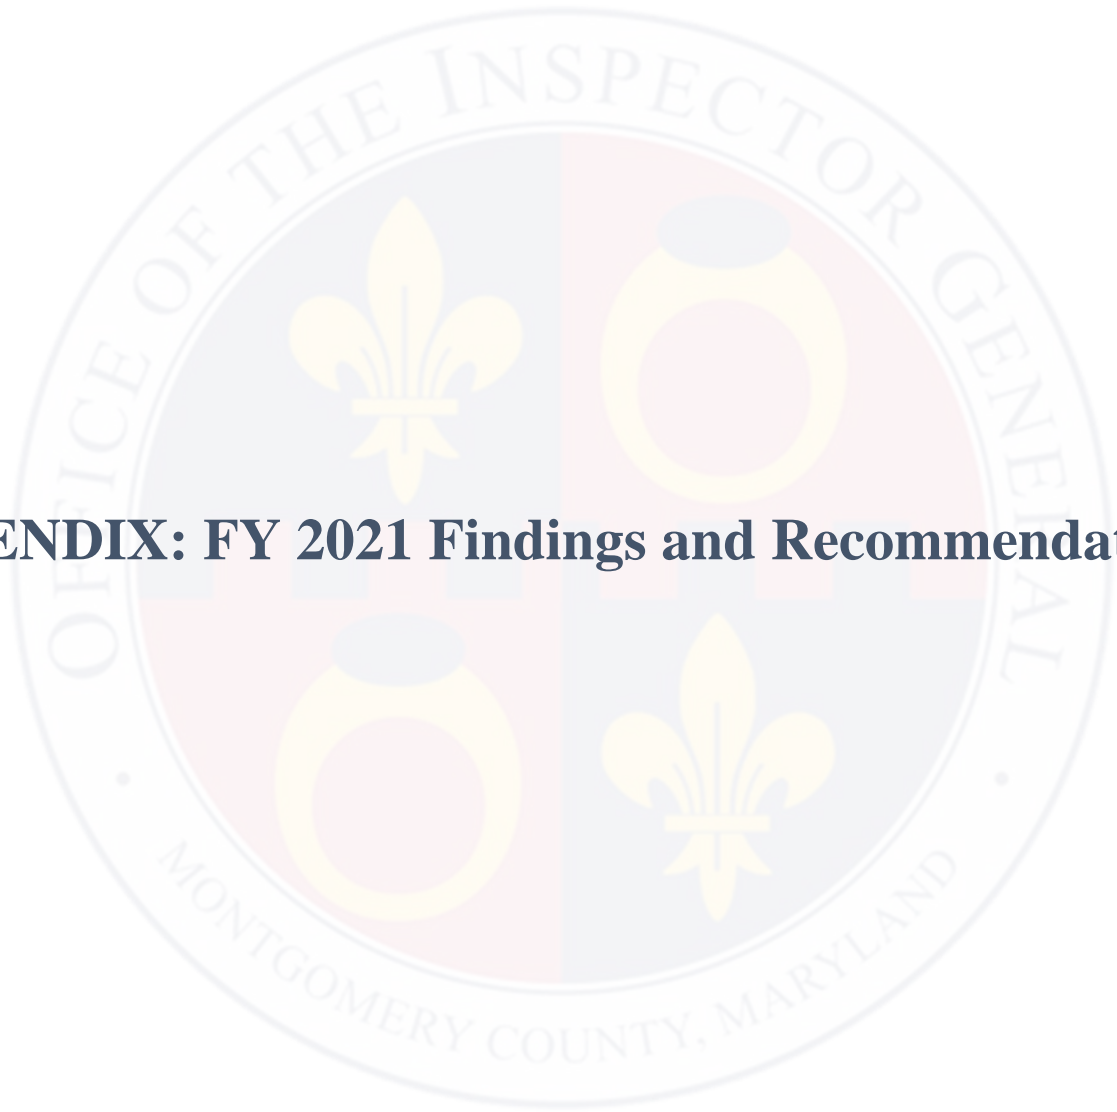 OFFICE OF THE INSPECTOR GENERAL
ENDIX: FY 2021 Findings and Recommendat
• MONTGOMERY COUNTY, MARYLAND •